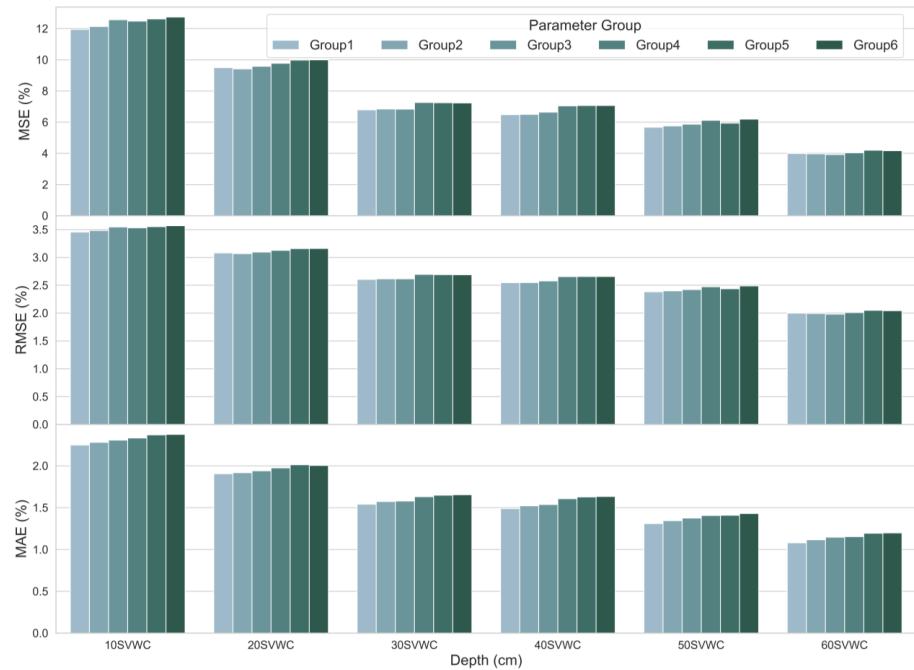 Parameter Group
Group1 Group2 Group3 Group4 Group5 Group6
MSE (%)
12
10
8
6
4
2
0
RMSE (%)
3.5
3.0
2.5
2.0
1.5
1.0
0.5
0.0
MAE (%)
2.0
1.5
1.0
0.5
0.0
10SVWC 20SVWC 30SVWC 40SVWC 50SVWC 60SVWC
Depth (cm)